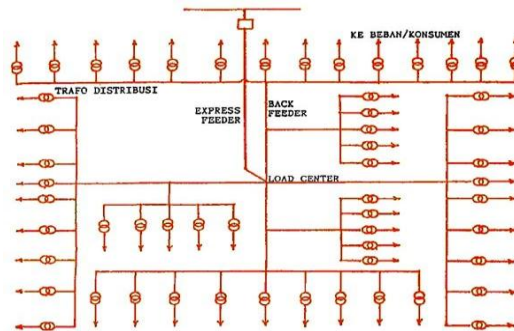 KE BEBAN/KONSUMEN
TRAFO DISTRIBUSI
EXPRESS
FEEDER
BACK
FEEDER
LOAD CENTER